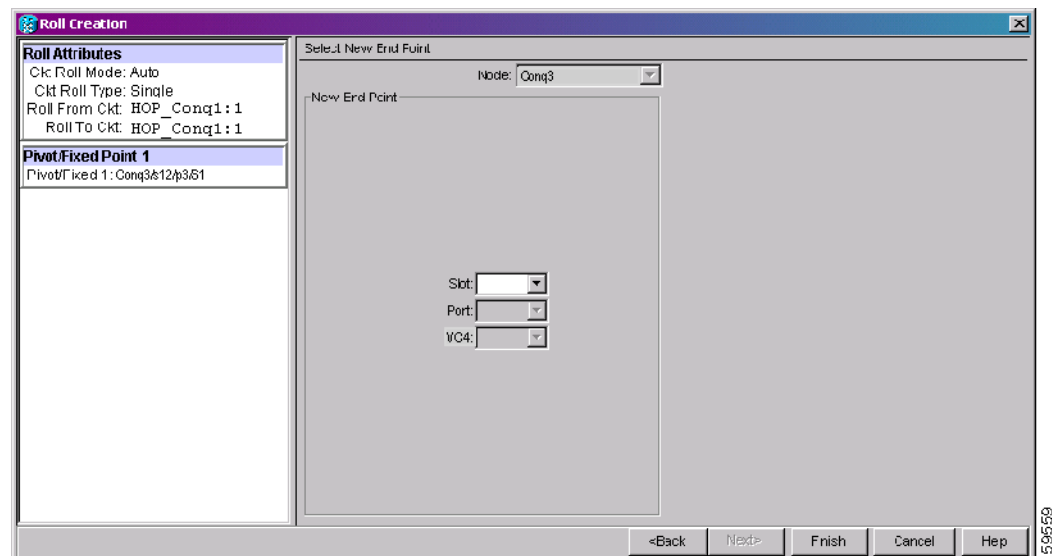 Roll Creation
Roll Attributes
Ckt Roll Mode: Auto
Ckt Roll Type: Single
Roll From Ckt: HOP_Conq1:1
Roll To Ckt: HOP_Conq1:1
Pivot/Fixed Point 1
Pivot/Fixed 1: Conq3/s12/p3/S1
Select New End Point
Node: Conq3
New End Point
Slot:
Port:
VC4:
<Back
Next>
Finish
Cancel
Help
59559